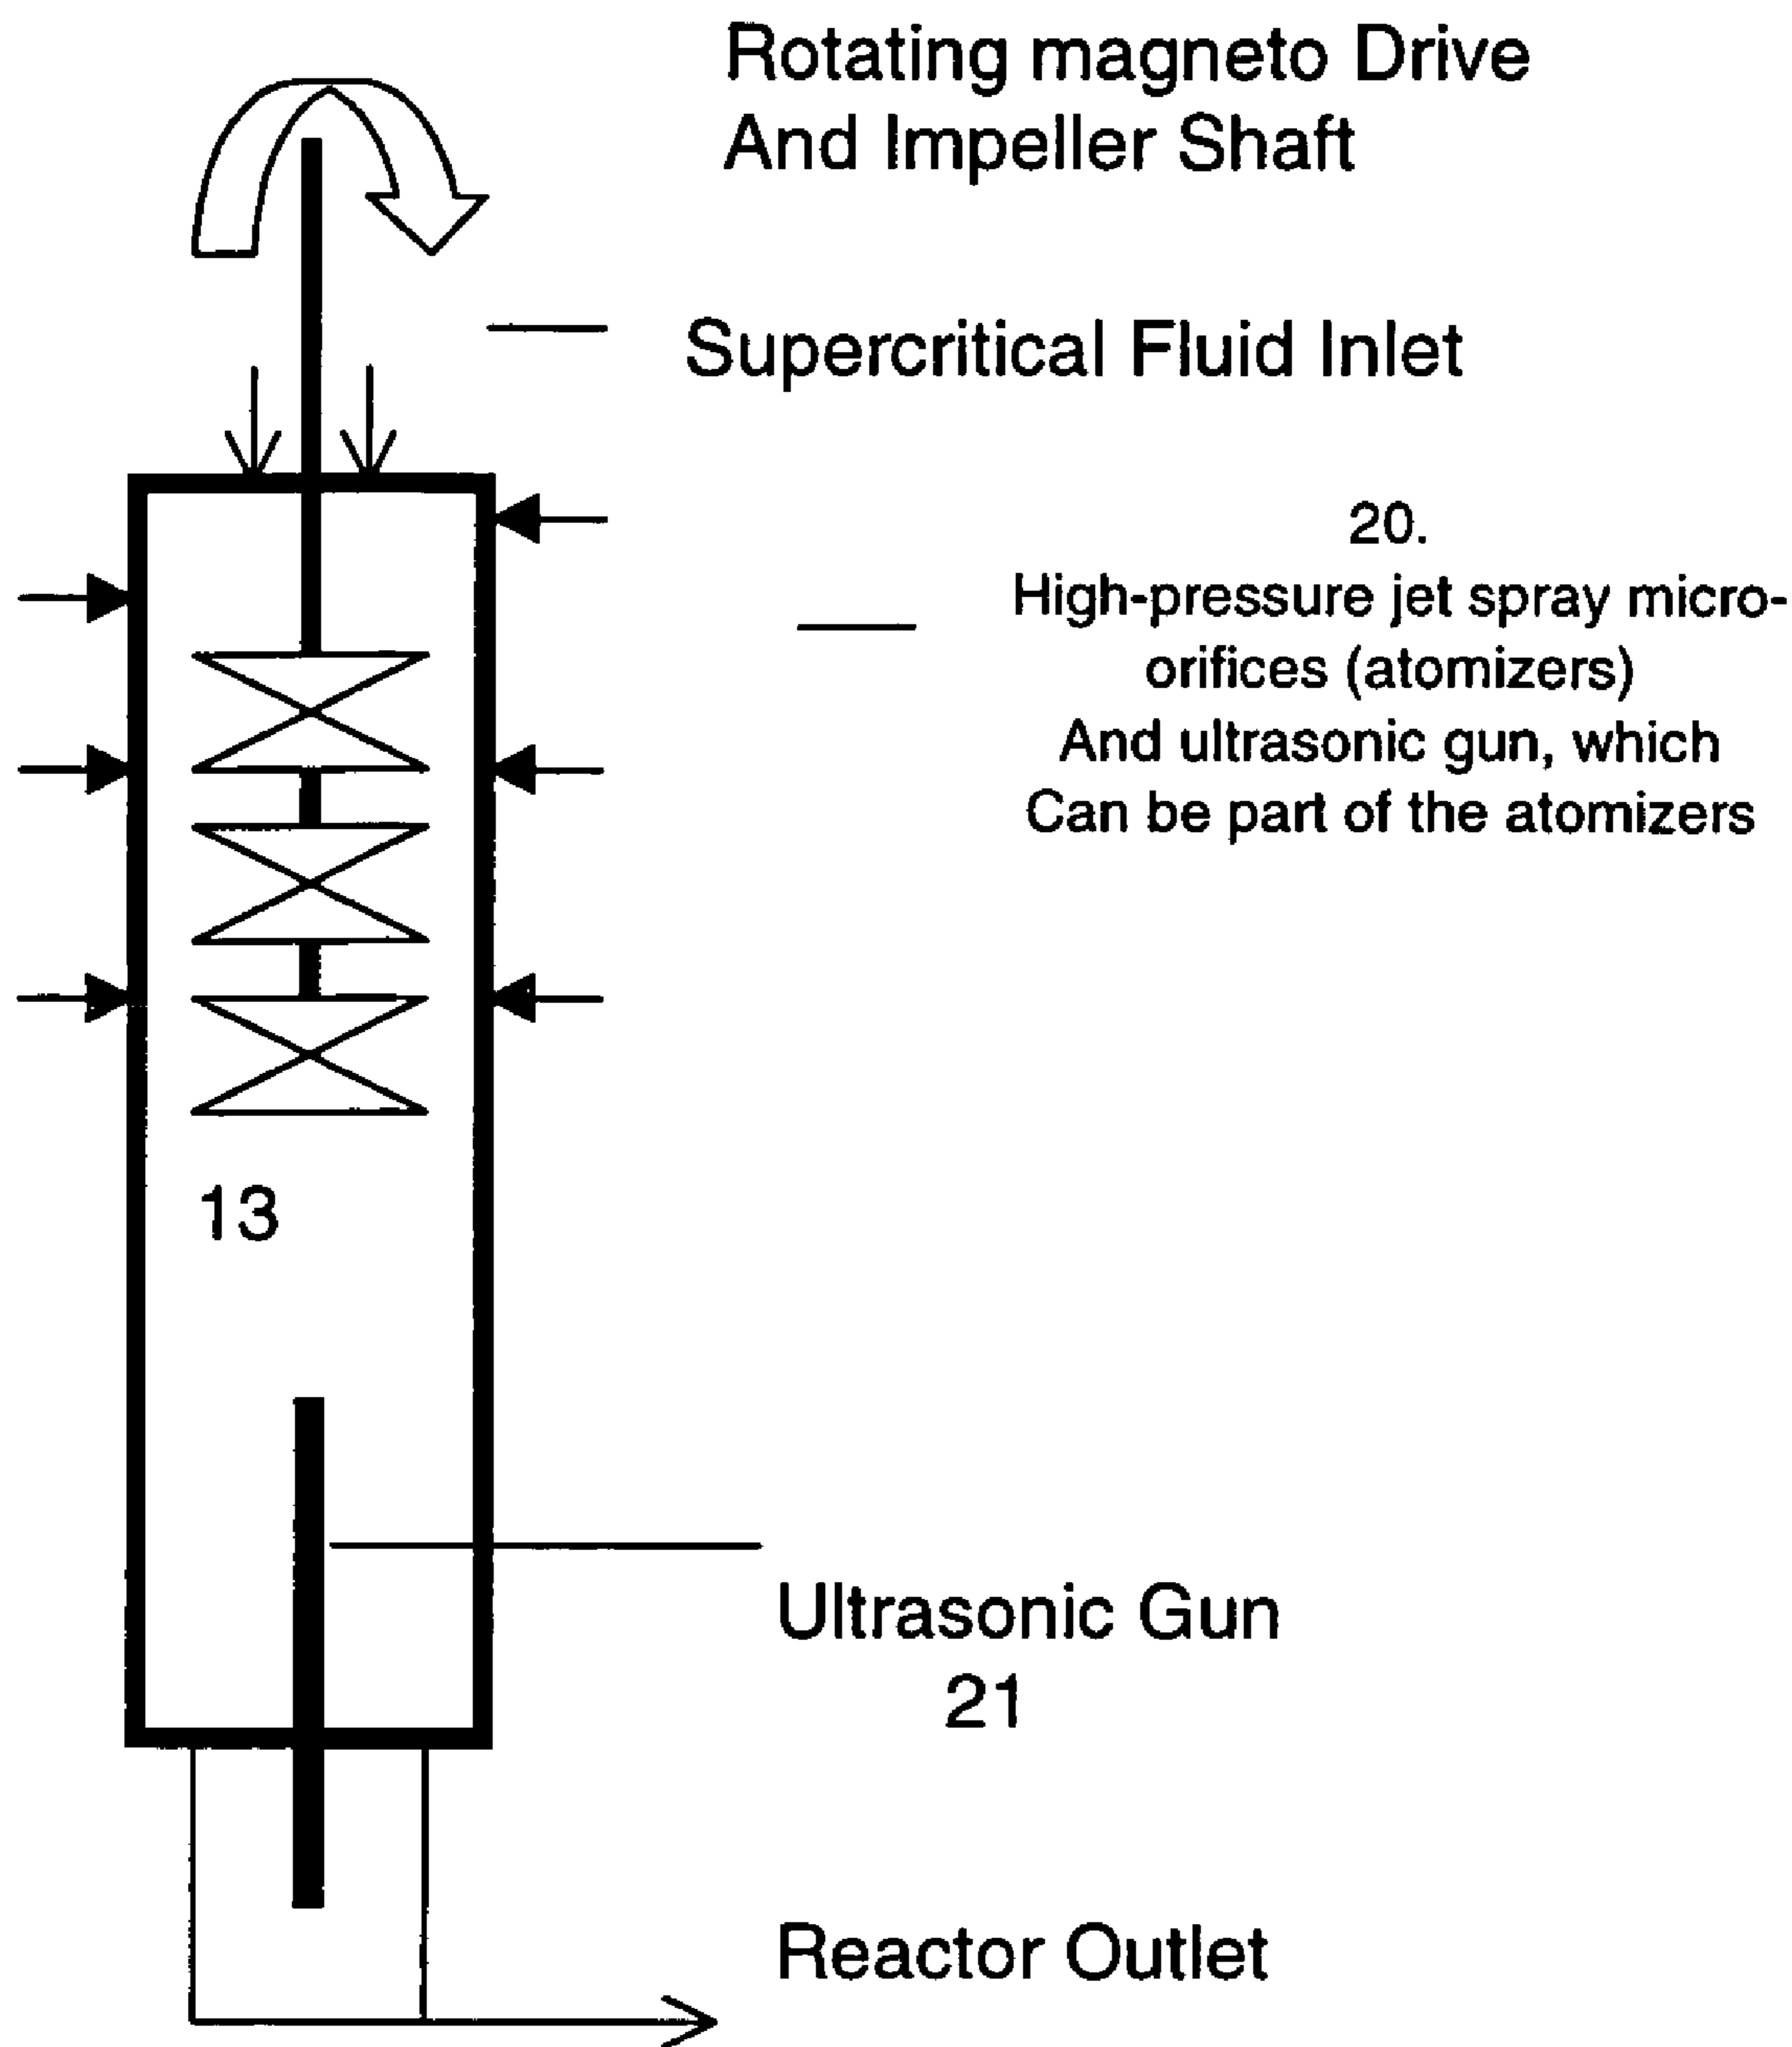 Rotating magneto Drive
And Impeller Shaft
Supercritical Fluid Inlet
20.
High-pressure jet spray micro-
orifices (atomizers)
And ultrasonic gun, which
Can be part of the atomizers
13
Ultrasonic Gun
21
Reactor Outlet